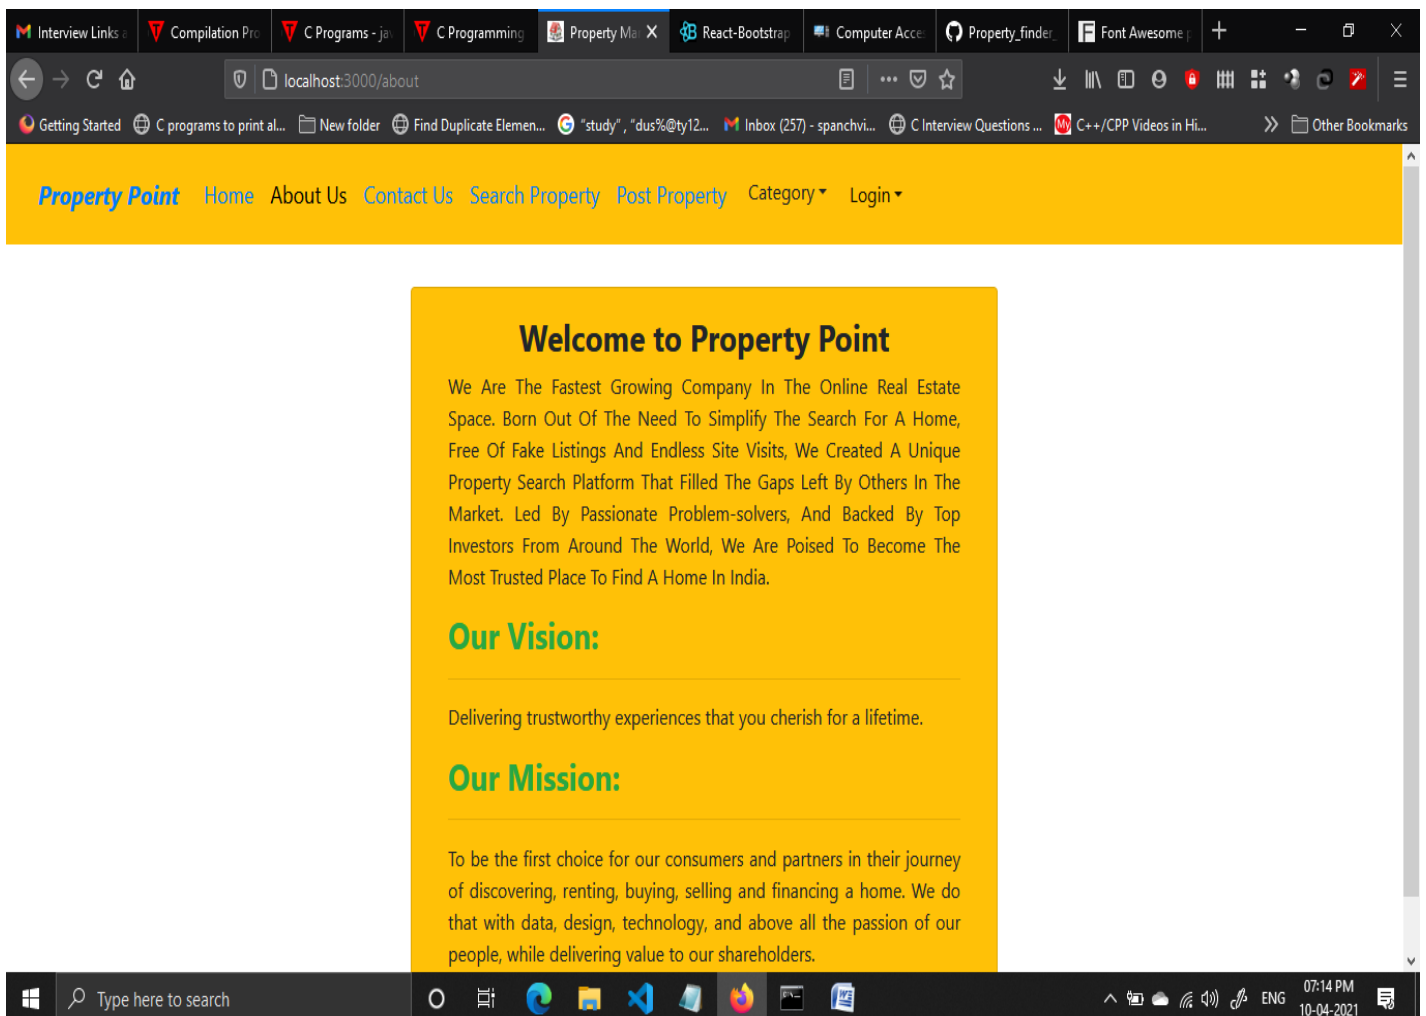 Interview Links a
Compilation Pro
C Programs - jav
C Programming
Property Ma
React-Bootstrap
Computer Acce
Property_finder_
Font Awesome
localhost:3000/about
Getting Started
C programs to print al...
New folder
Find Duplicate Elemen...
“study” , “dus%@ty12...
Inbox (257) - spanchvi...
C Interview Questions ...
C++/CPP Videos in Hi...
Other Bookmarks
Property Point Home About Us Contact Us Search Property Post Property Category Login
Welcome to Property Point
We Are The Fastest Growing Company In The Online Real Estate
Space. Born Out Of The Need To Simplify The Search For A Home,
Free Of Fake Listings And Endless Site Visits, We Created A Unique
Property Search Platform That Filled The Gaps Left By Others In The
Market. Led By Passionate Problem-solvers, And Backed By Top
Investors From Around The World, We Are Poised To Become The
Most Trusted Place To Find A Home In India.
Our Vision:
Delivering trustworthy experiences that you cherish for a lifetime.
Our Mission:
To be the first choice for our consumers and partners in their journey
of discovering, renting, buying, selling and financing a home. We do
that with data, design, technology, and above all the passion of our
people, while delivering value to our shareholders.
Type here to search
ENG
07:14 PM
10-04-2021